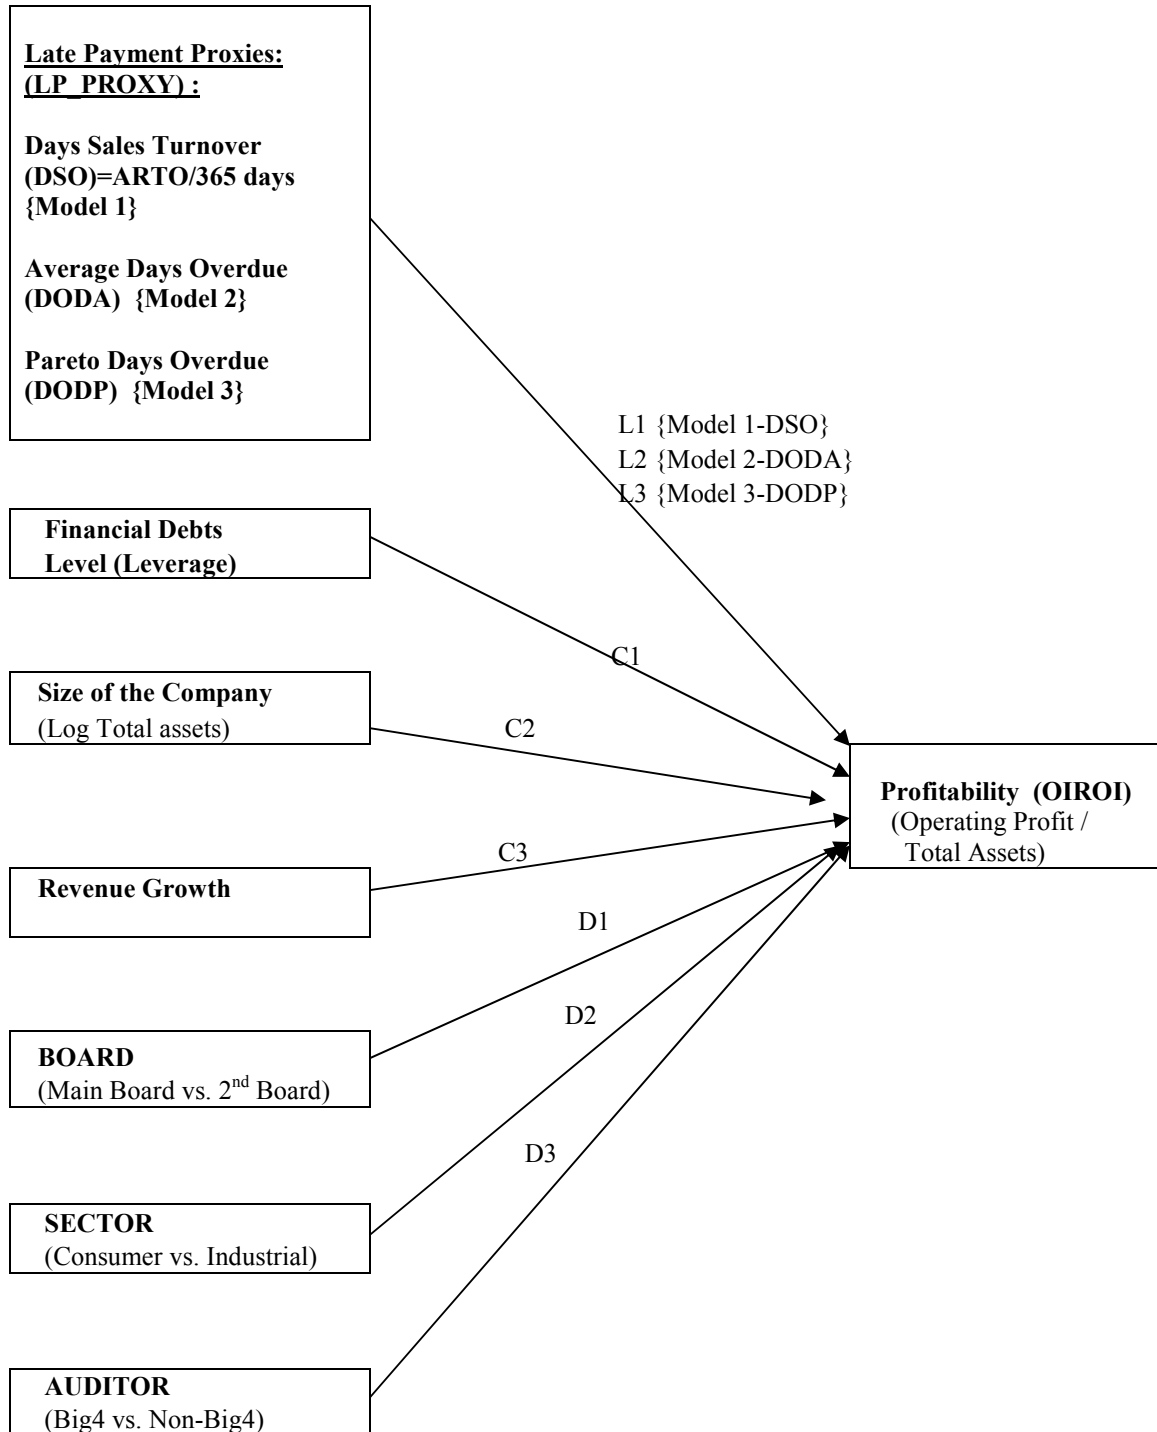 Late Payment Proxies:
(LP_PROXY) :
Days Sales Turnover
(DSO)=ARTO/365 days
{Model 1}
Average Days Overdue
(DODA) {Model 2}
Pareto Days Overdue
(DODP) {Model 3}
L1 {Model 1-DSO}
L2 {Model 2-DODA}
L3 {Model 3-DODP}
Financial Debts
Level (Leverage)
C1
Size of the Company
(Log Total assets)
C2
Profitability (OIROI)
(Operating Profit /
Total Assets)
C3
Revenue Growth
D1
BOARD
(Main Board vs. 2nd Board)
D2
SECTOR
(Consumer vs. Industrial)
D3
AUDITOR
(Big4 vs. Non-Big4)